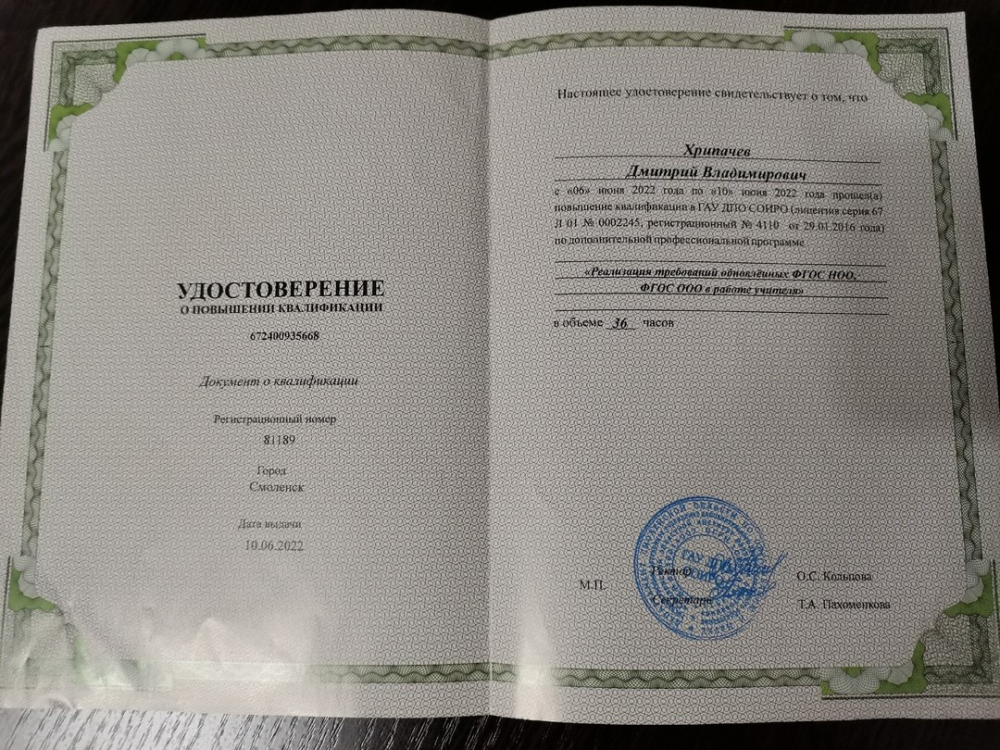 УДОСТОВЕРЕНИЕ
О ПОВЫШЕНИИ КВАЛИФИКАЦИИ
672400935668
Документ о квалификации
Регистрационный номер
81189
Город
Смоленск
Дата выдачи
10.06.2022
Настоящее удостоверение свидетельствует о том, что
Хрипачев
Дмитрий Владимирович
с «06» июня 2022 года по «10» июня 2022 года прошел(а)
повышение квалификации в ГАУ ДПО СОИРО (лицензия серия 67
Л 01 № 0002245, регистрационный № 4110 от 29.01.2016 года)
по дополнительной профессиональной программе
«Реализация требований обновлённых ФГОС НОО,
ФГОС ООО в работе учителя»
в объеме 36 часов
М.П.
Ректор
О.С. Кольцова
Секретарь
Т.А. Пахоменкова
ГАУ ДПО
СОИРО